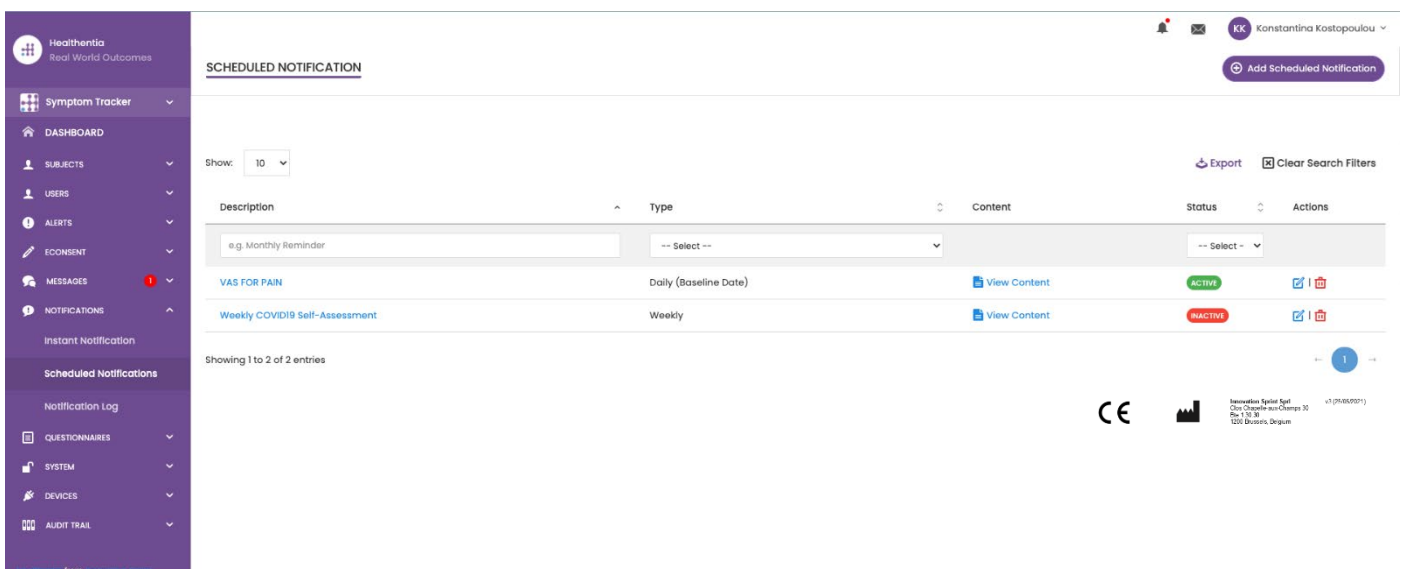 Healthentia
Real World Outcomes
KK Konstantina Kostopoulou
SCHEDULED NOTIFICATION
Add Scheduled Notification
Symptom Tracker
DASHBOARD
SUBJECTS
USERS
ALERTS
ECONSENT
MESSAGES 1
NOTIFICATIONS
Instant Notification
Scheduled Notifications
Notification Log
QUESTIONNAIRES
SYSTEM
DEVICES
AUDIT TRAIL
Show: 10
Export Clear Search Filters
Description Type Content Status Actions
e.g. Monthly Reminder -- Select -- -- Select -
VAS FOR PAIN Daily (Baseline Date) View Content ACTIVE |
Weekly COVID19 Self-Assessment Weekly View Content INACTIVE |
Showing 1 to 2 of 2 entries
← 1 →
CE
Innovation Sprint Sprl
Clos Chapelle-aux-Champs 30
Bte 1.30.30
1200 Brussels, Belgium